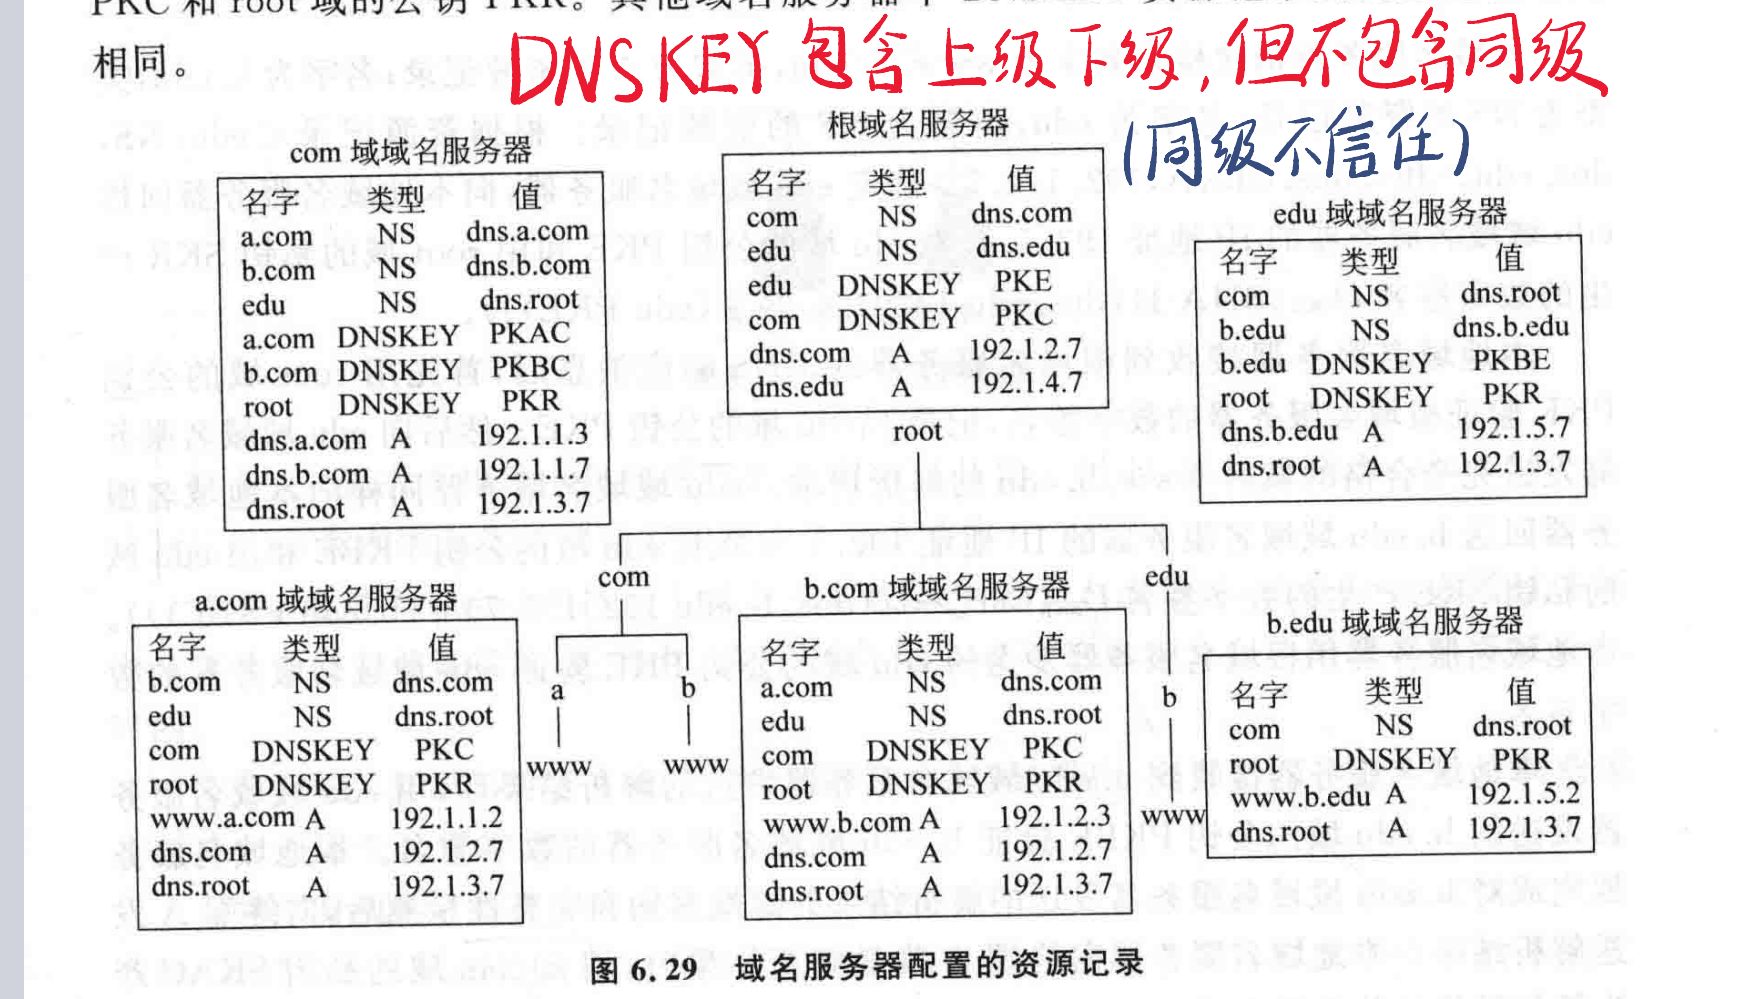 PKC 和 root 域的公钥 PKR。其他域名服务器中
相同。
DNSKEY 包含上级下级,但不包含同级
(同级不信任)
com 域域名服务器
名字 类型 值
a.com NS dns.a.com
b.com NS dns.b.com
edu NS dns.root
a.com DNSKEY PKAC
b.com DNSKEY PKBC
root DNSKEY PKR
dns.a.com A 192.1.1.3
dns.b.com A 192.1.1.7
dns.root A 192.1.3.7
根域名服务器
名字 类型 值
com NS dns.com
edu NS dns.edu
edu DNSKEY PKE
com DNSKEY PKC
dns.com A 192.1.2.7
dns.edu A 192.1.4.7
edu 域域名服务器
名字 类型 值
com NS dns.root
b.edu NS dns.b.edu
b.edu DNSKEY PKBE
root DNSKEY PKR
dns.b.edu A 192.1.5.7
dns.root A 192.1.3.7
root
com
edu
a.com 域域名服务器
名字 类型 值
b.com NS dns.com
edu NS dns.root
com DNSKEY PKC
root DNSKEY PKR
www.a.com A 192.1.1.2
dns.com A 192.1.2.7
dns.root A 192.1.3.7
a b
www www
b.com 域域名服务器
名字 类型 值
a.com NS dns.com
edu NS dns.root
com DNSKEY PKC
root DNSKEY PKR
www.b.com A 192.1.2.3
dns.com A 192.1.2.7
dns.root A 192.1.3.7
b
www
b.edu 域域名服务器
名字 类型 值
com NS dns.root
root DNSKEY PKR
www.b.edu A 192.1.5.2
dns.root A 192.1.3.7
图 6.29 域名服务器配置的资源记录